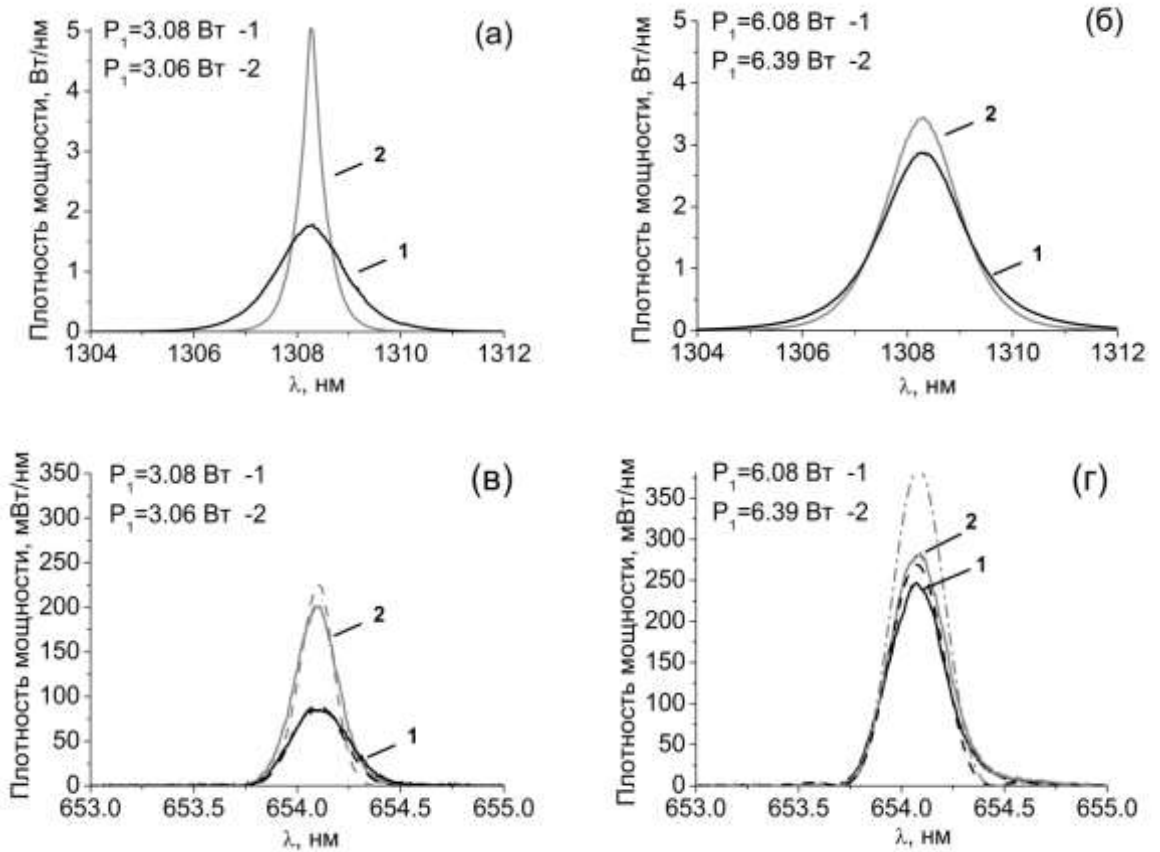 P1=3.08 Вт -1
P1=3.06 Вт -2
(а)
Плотность мощности, Вт/нм
5
4
3
2
1
0
2
1
1304 1306 1308 1310 1312
λ, нм
P1=6.08 Вт -1
P1=6.39 Вт -2
(б)
Плотность мощности, Вт/нм
5
4
3
2
1
0
2
1
1304 1306 1308 1310 1312
λ, нм
P1=3.08 Вт -1
P1=3.06 Вт -2
(в)
Плотность мощности, мВт/нм
350
300
250
200
150
100
50
0
2
1
653.0 653.5 654.0 654.5 655.0
λ, нм
P1=6.08 Вт -1
P1=6.39 Вт -2
(г)
Плотность мощности, мВт/нм
350
300
250
200
150
100
50
0
2
1
653.0 653.5 654.0 654.5 655.0
λ, нм